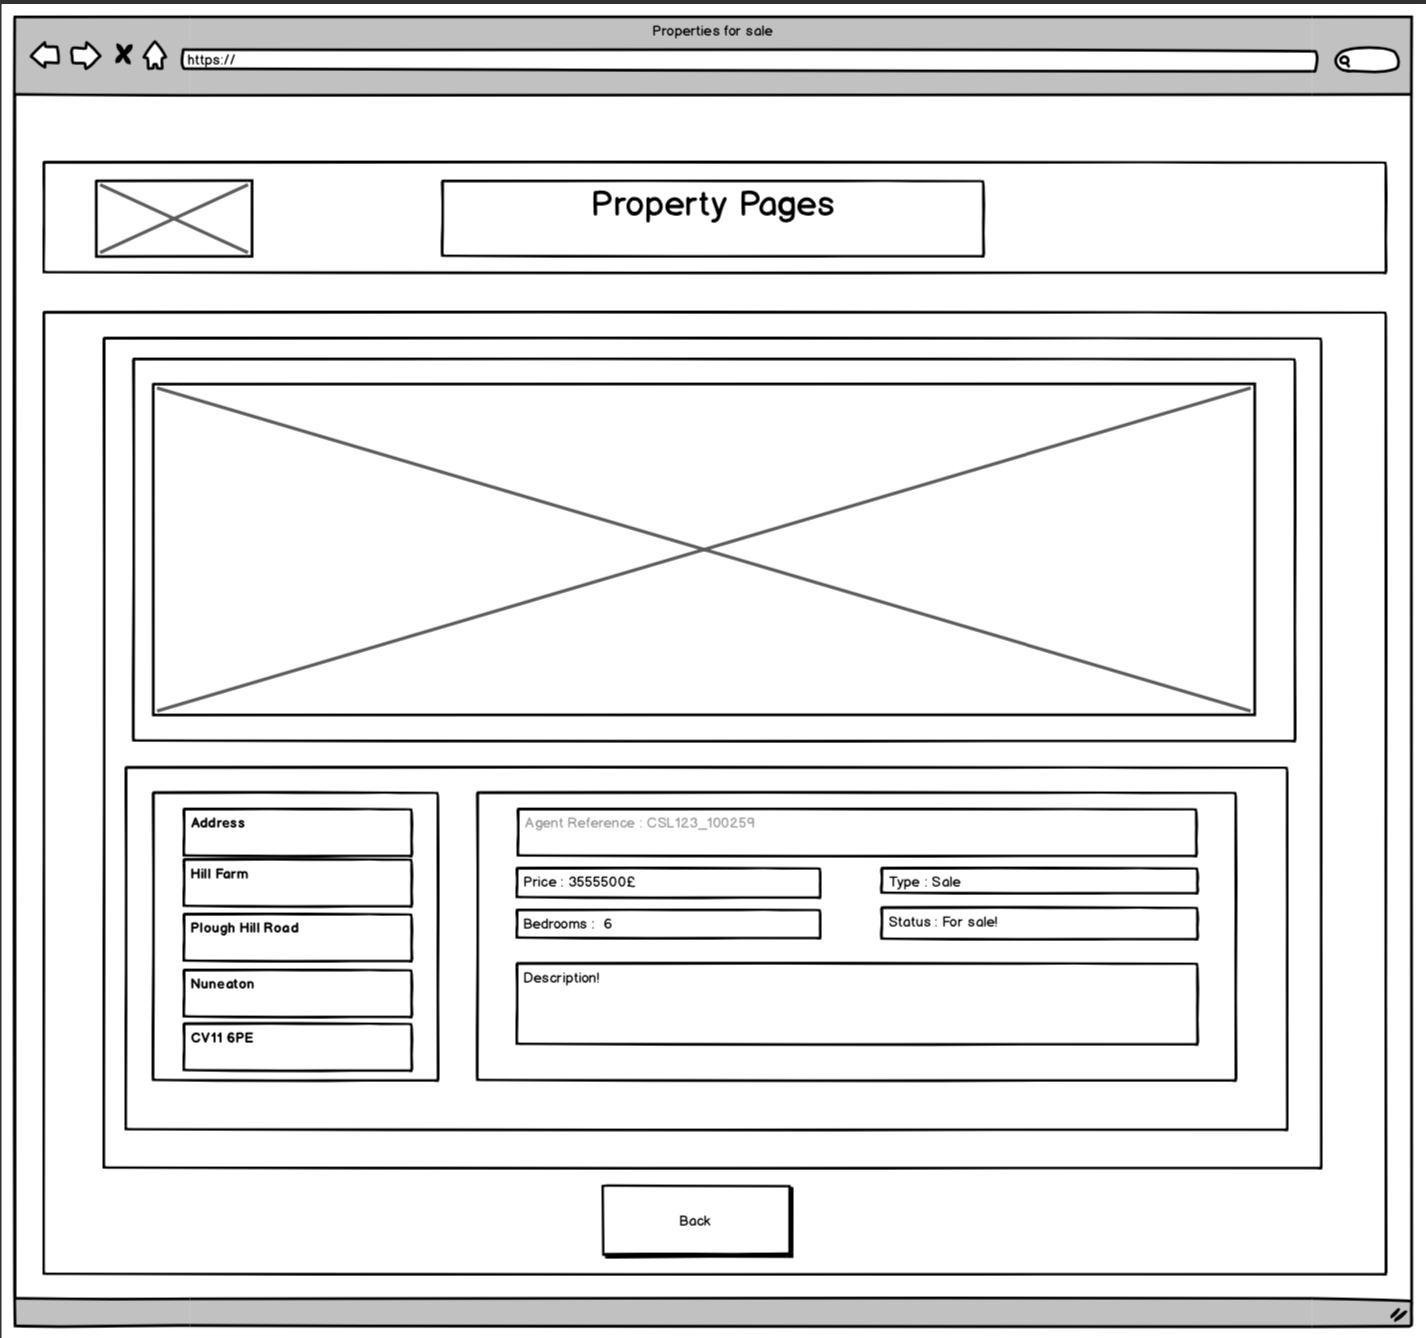 Properties for sale
https://
Property Pages
Address
Hill Farm
Plough Hill Road
Nuneaton
CV11 6PE
Agent Reference : CSL123_100259
Price : 3555500£
Type : Sale
Bedrooms :  6
Status : For sale!
Description!
Back